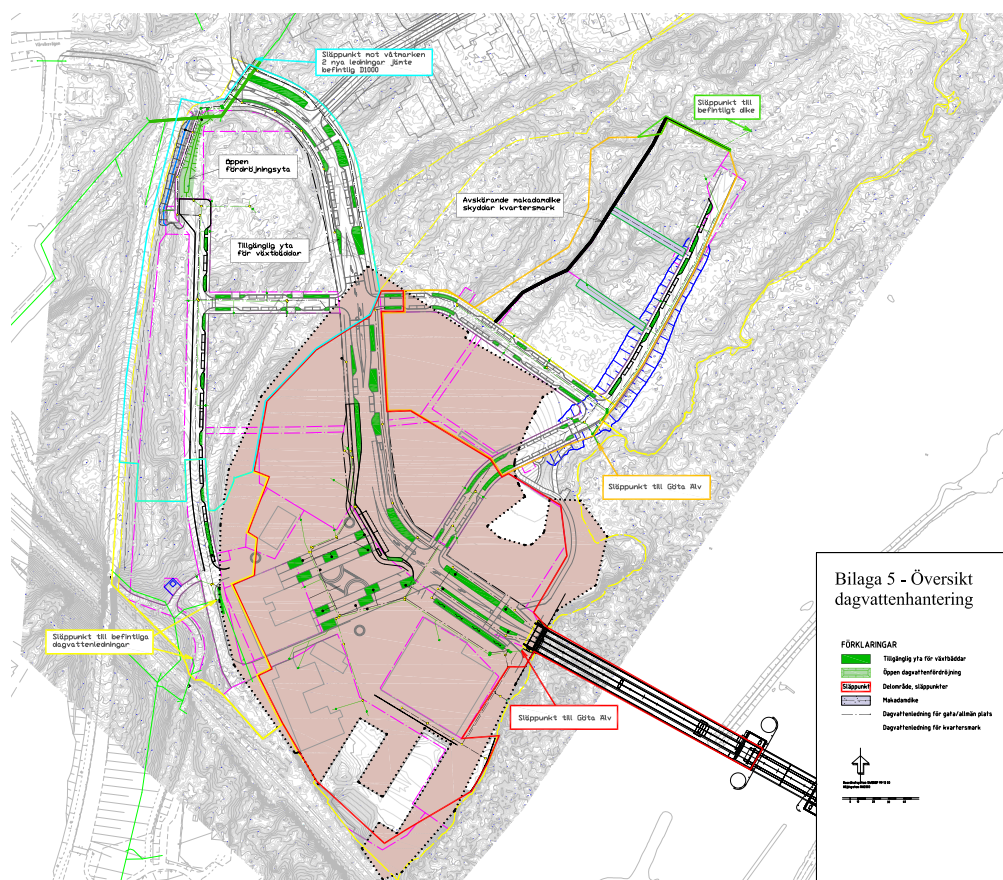 Släppunkt mot våtmarken
2 nya ledningar jämte
befintlig D1000
Släppunkt till
befintligt dike
Öppen
fördröjningsyta
Avskärande makadamdike
skyddar kvartersmark
Tillgänglig yta
för växtbäddar
Släppunkt till Göta Älv
Släppunkt till befintliga
dagvattenledningar
Släppunkt till Göta Älv
Bilaga 5 - Översikt
dagvattenhantering
FÖRKLARINGAR
Tillgänglig yta för växtbäddar
Öppen dagvattenfördröjning
Släppunkt
Delområde, släppunkter
Makadamdike
Dagvattenledning för gata/allmän plats
Dagvattenledning för kvartersmark